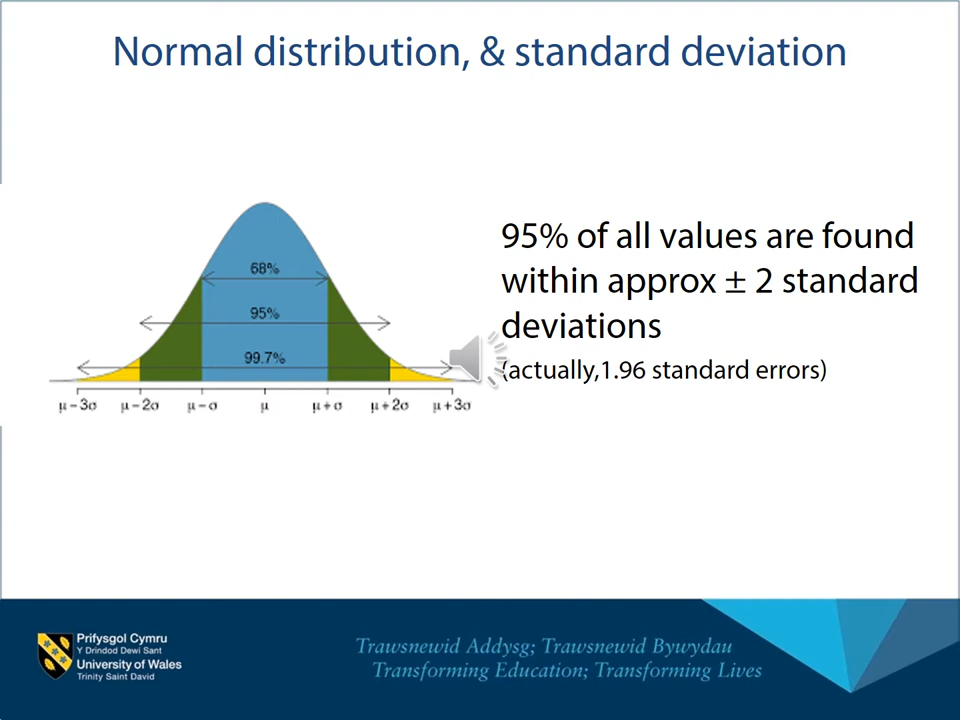 Normal distribution, & standard deviation
68%
95%
99.7%
μ − 3σ μ − 2σ μ − σ μ μ + σ μ + 2σ μ + 3σ
95% of all values are found
within approx ± 2 standard
deviations
(actually,1.96 standard errors)
Prifysgol Cymru
Y Drindod Dewi Sant
University of Wales
Trinity Saint David
Trawsnewid Addysg; Trawsnewid Bywydau
Transforming Education; Transforming Lives